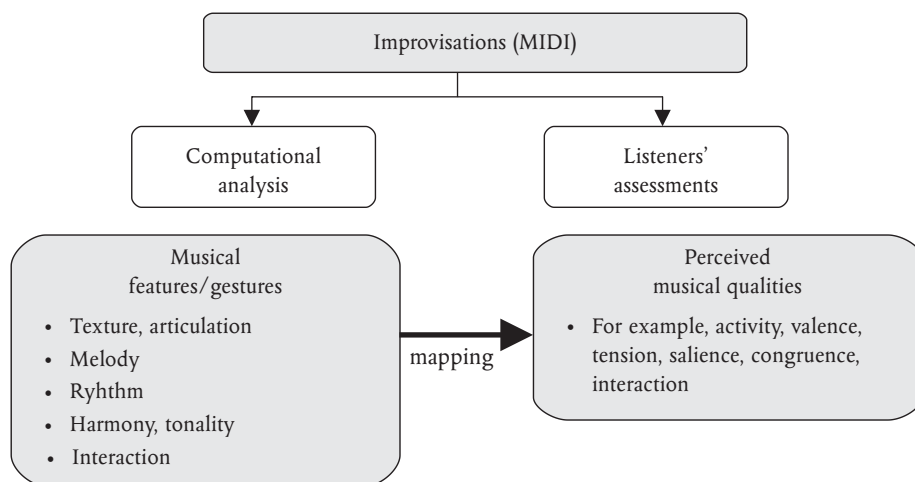 Improvisations (MIDI)
Computational
analysis
Listeners’
assessments
Musical
features/gestures
• Texture, articulation
• Melody
• Ryhthm
• Harmony, tonality
• Interaction
mapping
Perceived
musical qualities
• For example, activity, valence,
tension, salience, congruence,
interaction